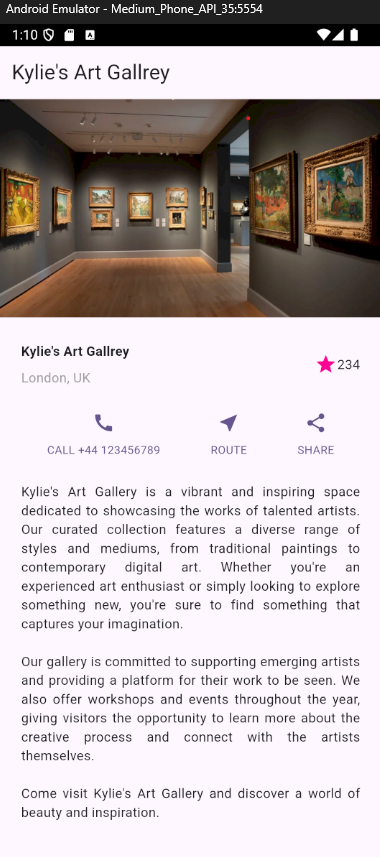 Android Emulator - Medium_Phone_API_35:5554
1:10
A
Kylie's Art Gallrey
Kylie's Art Gallrey
London, UK
234
CALL +44 123456789
ROUTE
SHARE
Kylie's Art Gallery is a vibrant and inspiring space
dedicated to showcasing the works of talented artists.
Our curated collection features a diverse range of
styles and mediums, from traditional paintings to
contemporary digital art. Whether you're an
experienced art enthusiast or simply looking to explore
something new, you're sure to find something that
captures your imagination.
Our gallery is committed to supporting emerging artists
and providing a platform for their work to be seen. We
also offer workshops and events throughout the year,
giving visitors the opportunity to learn more about the
creative process and connect with the artists
themselves.
Come visit Kylie's Art Gallery and discover a world of
beauty and inspiration.